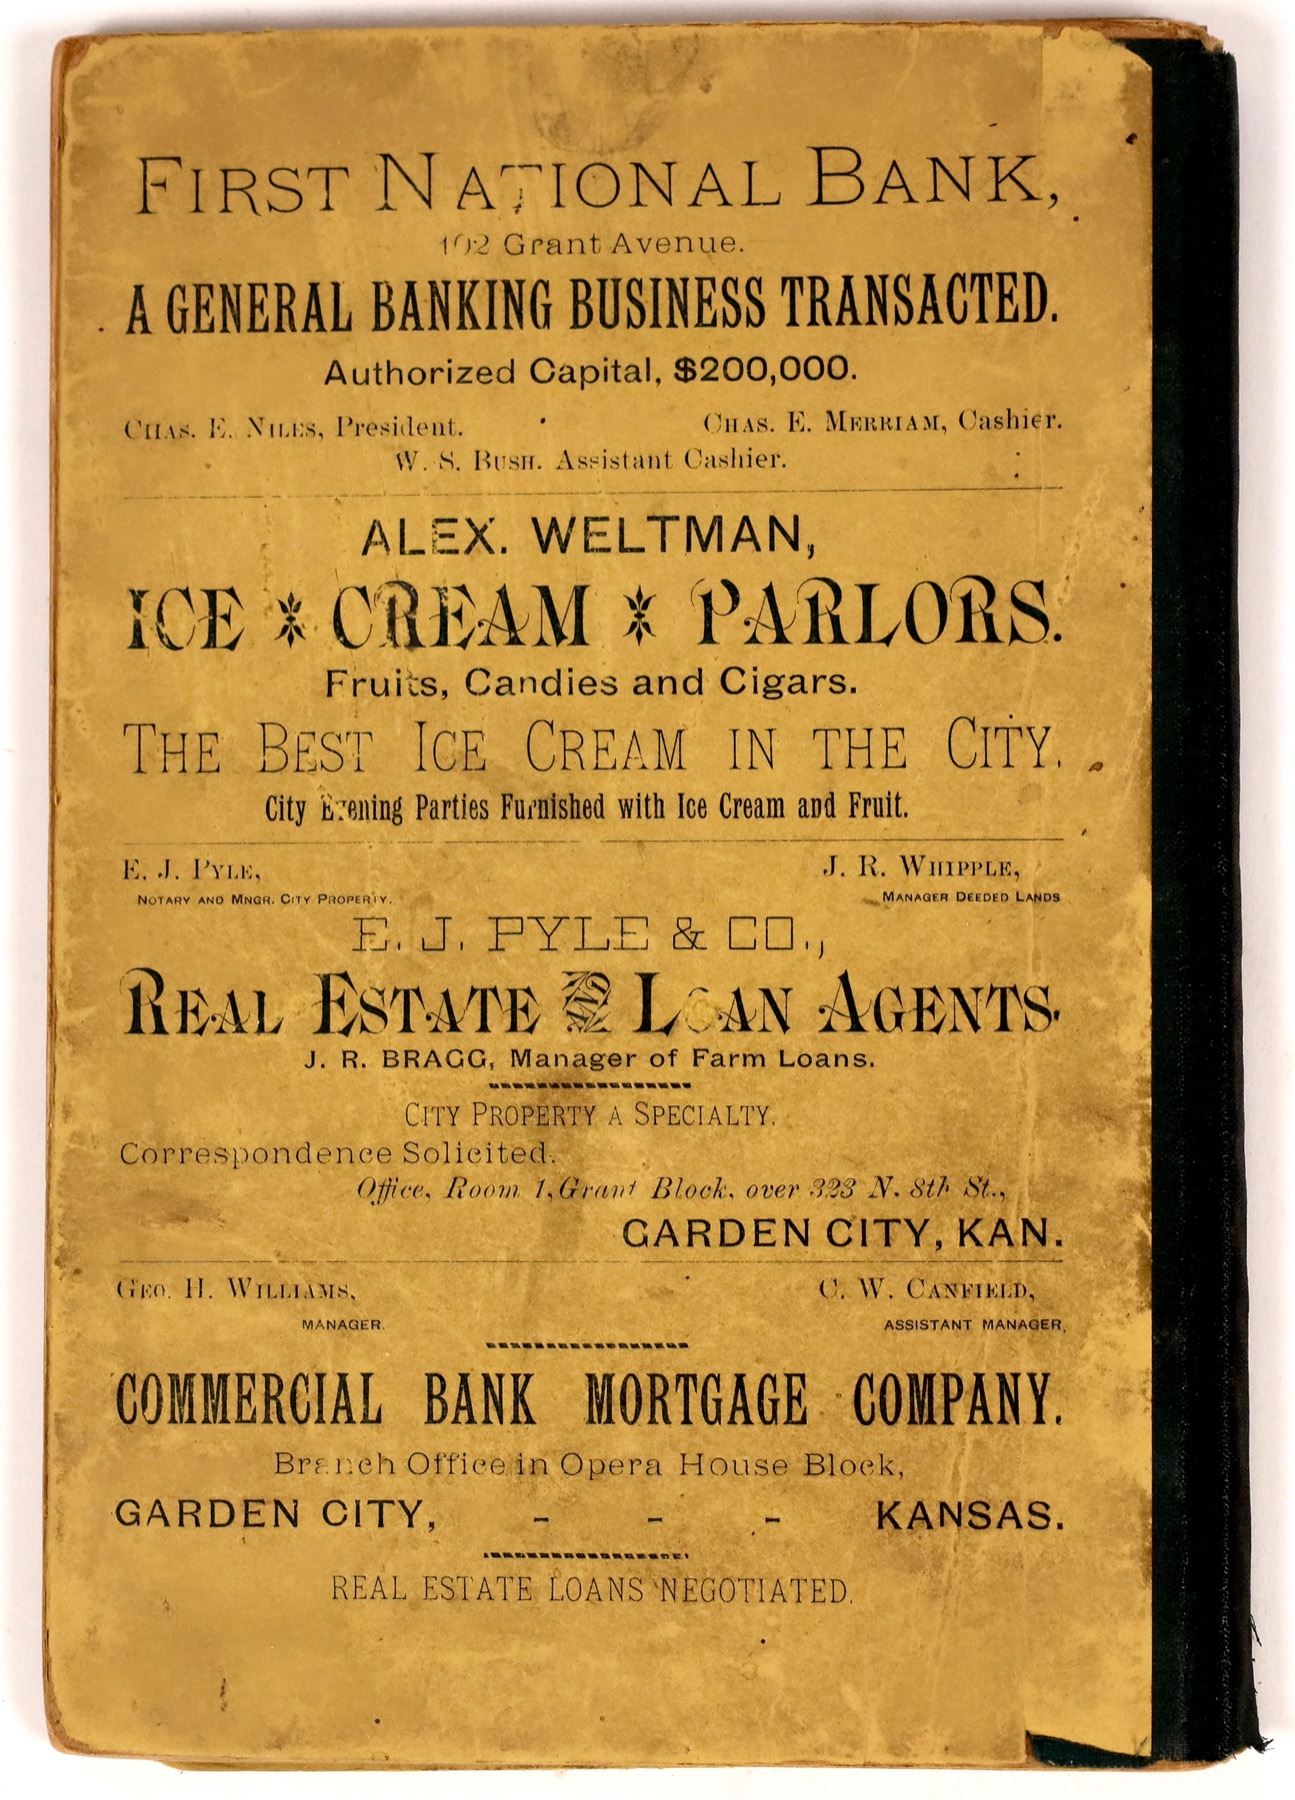 FIRST NATIONAL BANK,
102 Grant Avenue.
A GENERAL BANKING BUSINESS TRANSACTED.
Authorized Capital, $200,000.
CHAS. E. NILES, President. CHAS. E. MERRIAM, Cashier.
W. S. BUSH. Assistant Cashier.
ALEX. WELTMAN,
ICE CREAM PARLORS.
Fruits, Candies and Cigars.
THE BEST ICE CREAM IN THE CITY.
City Evening Parties Furnished with Ice Cream and Fruit.
E. J. PYLE, J. R. WHIPPLE,
NOTARY AND MNGR. CITY PROPERTY. MANAGER DEEDED LANDS
E. J. PYLE & CO.,
REAL ESTATE AND LOAN AGENTS.
J. R. BRAGG, Manager of Farm Loans.
CITY PROPERTY A SPECIALTY.
Correspondence Solicited.
Office, Room 1, Grant Block, over 323 N. 8th St.,
GARDEN CITY, KAN.
GEO. H. WILLIAMS, C. W. CANFIELD,
MANAGER. ASSISTANT MANAGER.
COMMERCIAL BANK MORTGAGE COMPANY.
Branch Office in Opera House Block,
GARDEN CITY, - - - KANSAS.
REAL ESTATE LOANS NEGOTIATED.